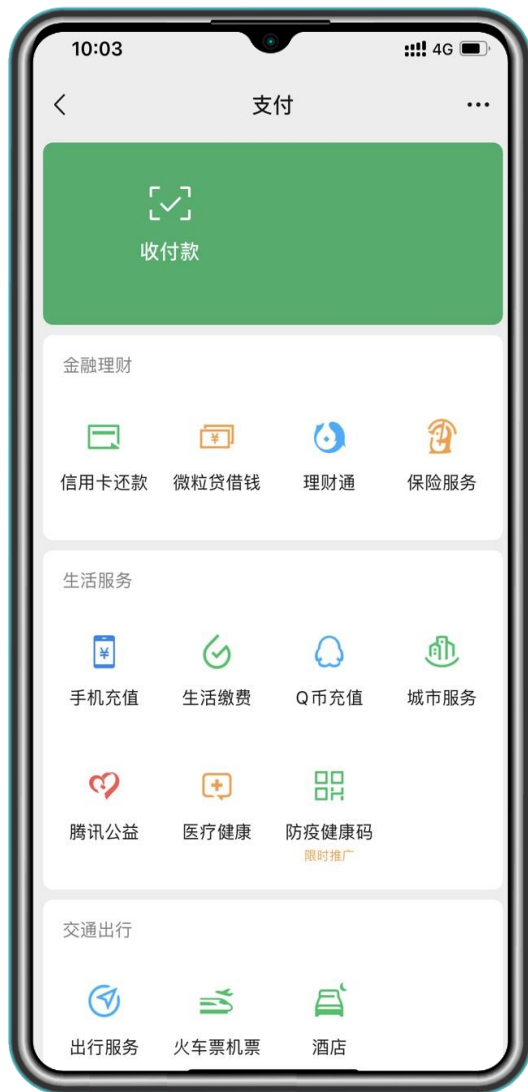 10:03
4G
支付
收付款
金融理财
信用卡还款 微粒贷借钱 理财通 保险服务
生活服务
手机充值 生活缴费 Q币充值 城市服务
腾讯公益 医疗健康 防疫健康码
限时推广
交通出行
出行服务 火车票机票 酒店